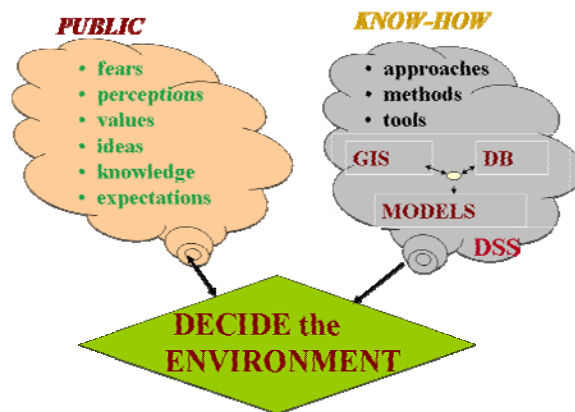 PUBLIC
• fears
• perceptions
• values
• ideas
• knowledge
• expectations
KNOW-HOW
• approaches
• methods
• tools
GIS
DB
MODELS
DSS
DECIDE the
ENVIRONMENT